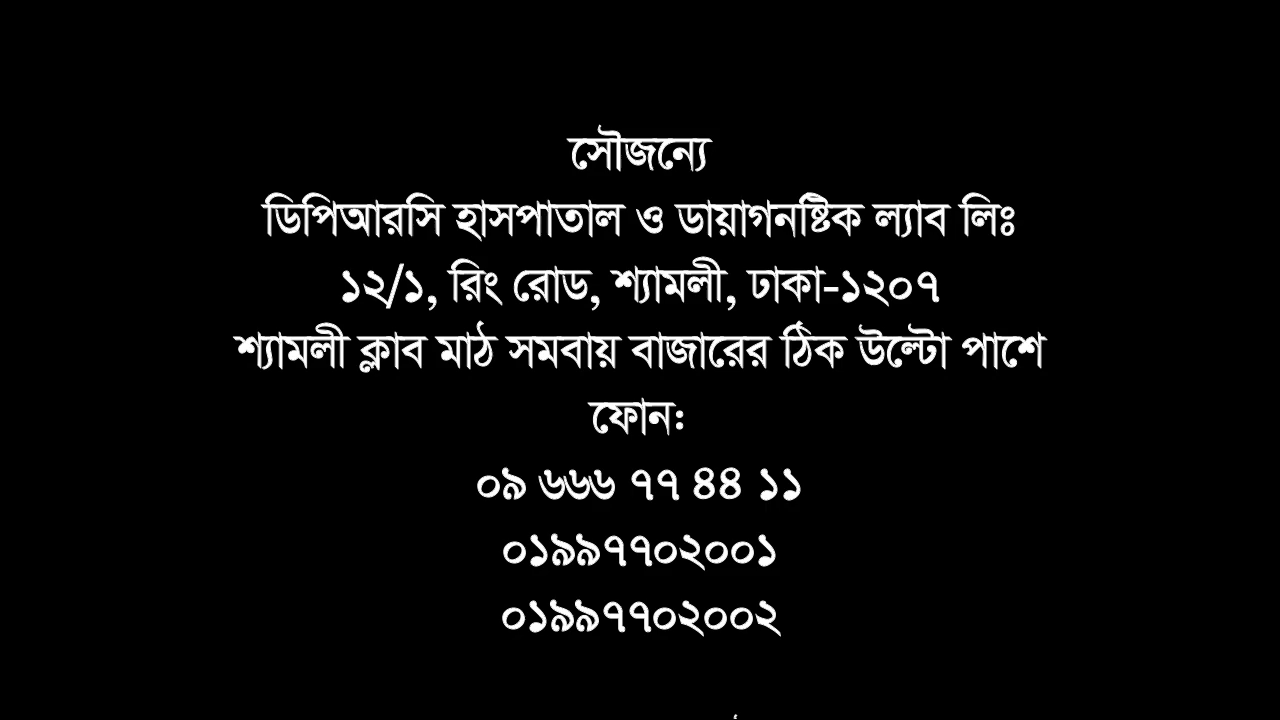 সৌজন্যে
ডিপিআরসি হাসপাতাল ও ডায়াগনষ্টিক ল্যাব লিঃ
১২/১, রিং রোড, শ্যামলী, ঢাকা-১২০৭
শ্যামলী ক্লাব মাঠ সমবায় বাজারের ঠিক উল্টো পাশে
ফোনঃ
০৯ ৬৬৬ ৭৭ ৪৪ ১১
০১৯৯৭৭০২০০১
০১৯৯৭৭০২০০২